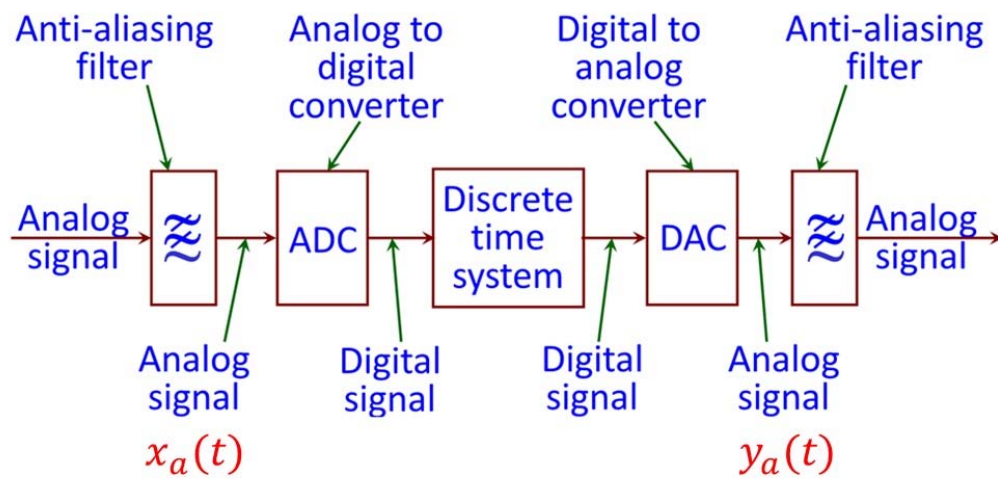 Anti-aliasing
filter
Analog to
digital
converter
Digital to
analog
converter
Anti-aliasing
filter
Analog
signal
ADC
Discrete
time
system
DAC
Analog
signal
Analog
signal
Digital
signal
Digital
signal
Analog
signal
x_a(t)
y_a(t)